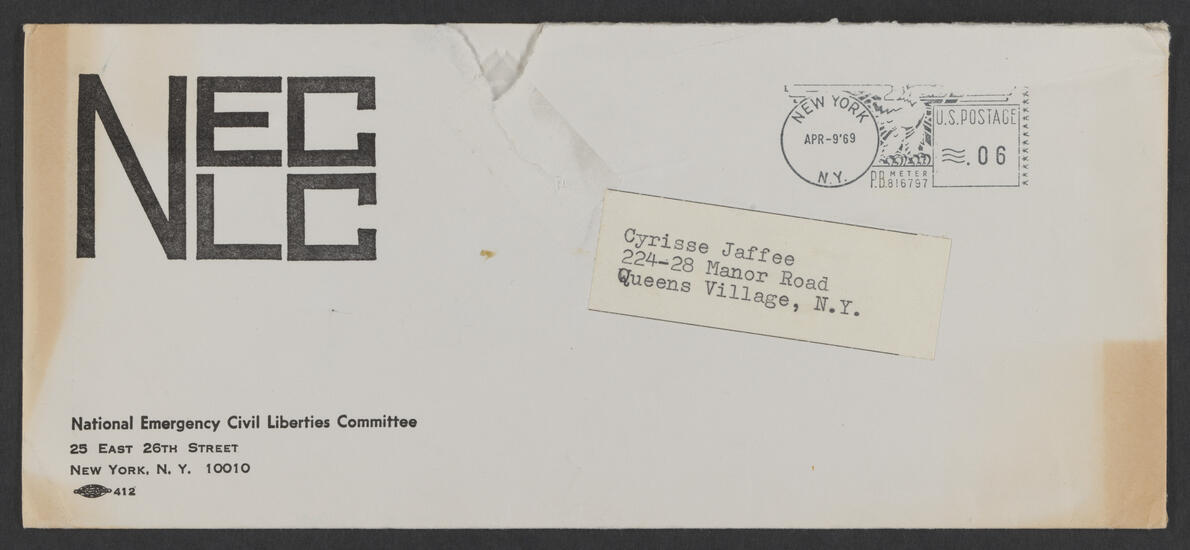 NEC
LC
NEW YORK
APR-9'69
N.Y.
U.S. POSTAGE
.06
P.B. METER
816797
Cyrisse Jaffee
224-28 Manor Road
Queens Village, N.Y.
National Emergency Civil Liberties Committee
25 EAST 26TH STREET
NEW YORK, N. Y. 10010
412